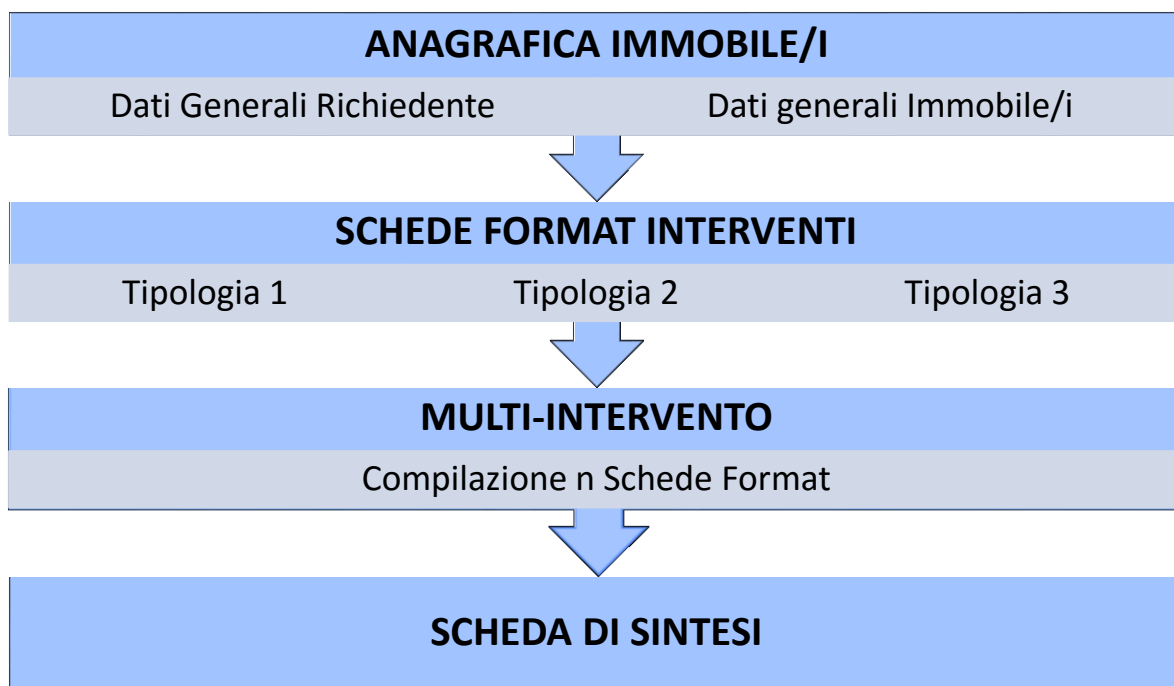 ANAGRAFICA IMMOBILE/I
Dati Generali Richiedente Dati generali Immobile/i
SCHEDE FORMAT INTERVENTI
Tipologia 1 Tipologia 2 Tipologia 3
MULTI-INTERVENTO
Compilazione n Schede Format
SCHEDA DI SINTESI